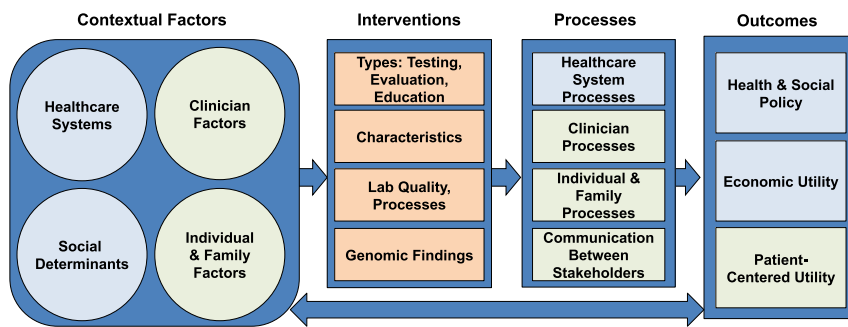 Contextual Factors
Healthcare
Systems
Clinician
Factors
Social
Determinants
Individual
& Family
Factors
Interventions
Types: Testing,
Evaluation,
Education
Characteristics
Lab Quality,
Processes
Genomic Findings
Processes
Healthcare
System
Processes
Clinician
Processes
Individual &
Family
Processes
Communication
Between
Stakeholders
Outcomes
Health & Social
Policy
Economic Utility
Patient-
Centered Utility